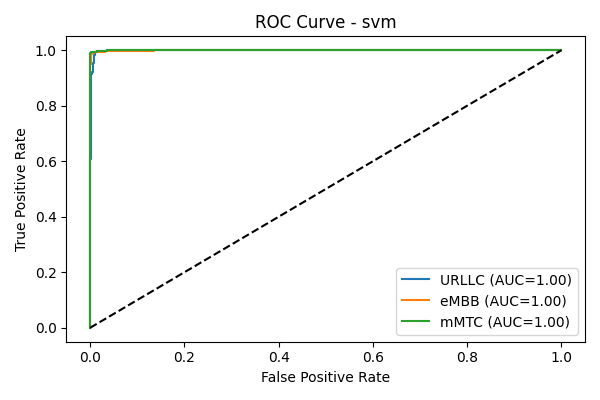 ROC Curve - svm
True Positive Rate
1.0
0.8
0.6
0.4
0.2
0.0
0.0 0.2 0.4 0.6 0.8 1.0
False Positive Rate
URLLC (AUC=1.00)
eMBB (AUC=1.00)
mMTC (AUC=1.00)